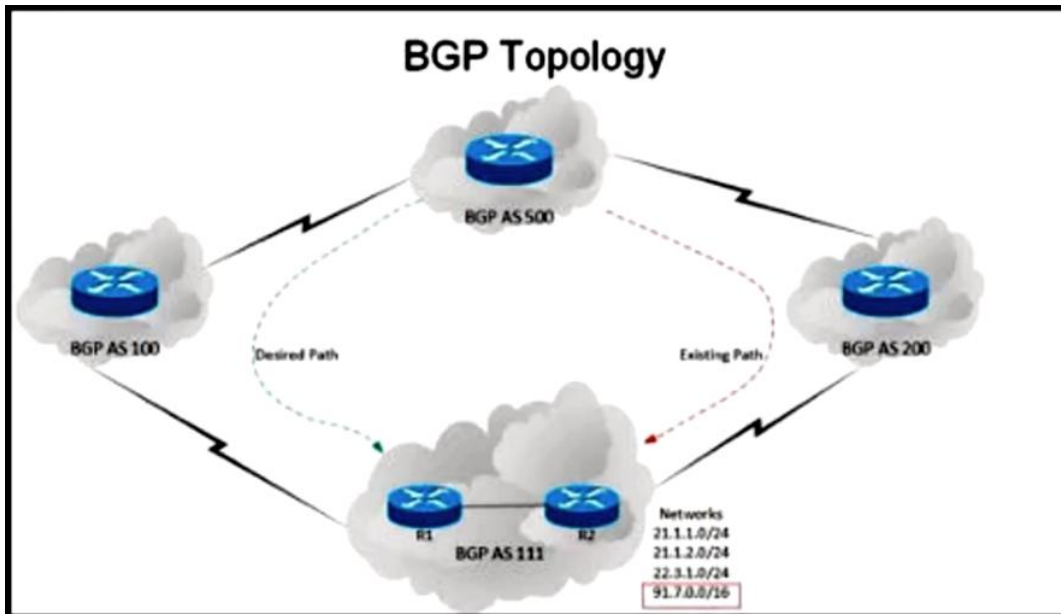 BGP Topology
BGP AS 500
BGP AS 100
BGP AS 200
Desired Path
Existing Path
R1
R2
BGP AS 111
Networks
21.1.1.0/24
21.1.2.0/24
22.3.1.0/24
91.7.0.0/16